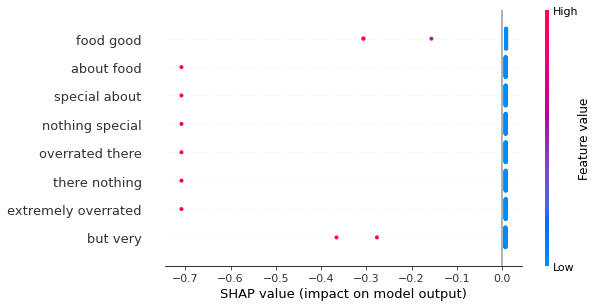 High
food good
about food
special about
nothing special
overrated there
there nothing
extremely overrated
but very
Feature value
Low
−0.7 −0.6 −0.5 −0.4 −0.3 −0.2 −0.1 0.0
SHAP value (impact on model output)